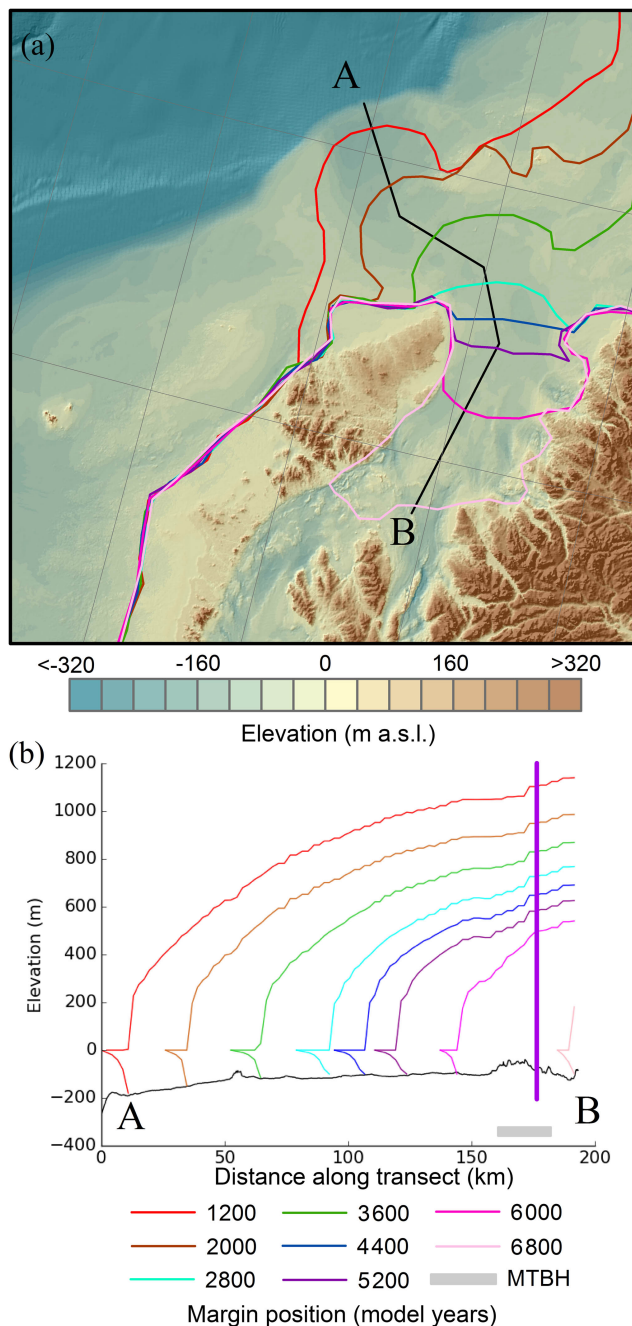 (a)
A
B
<-320 -160 0 160 >320
Elevation (m a.s.l.)
(b)
1200
1000
800
600
400
200
0
-200
-400
Elevation (m)
A B
0 50 100 150 200
Distance along transect (km)
1200 3600 6000
2000 4400 6800
2800 5200 MTBH
Margin position (model years)